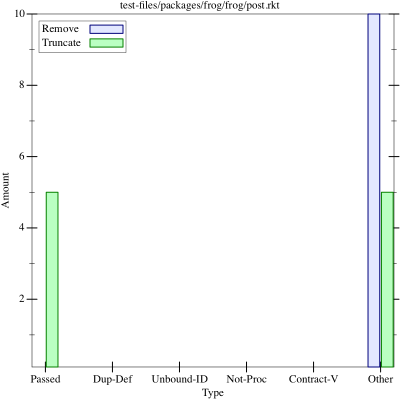 test-files/packages/frog/frog/post.rkt
Remove
Truncate
10
8
6
4
2
Amount
Passed Dup-Def Unbound-ID Not-Proc Contract-V Other
Type